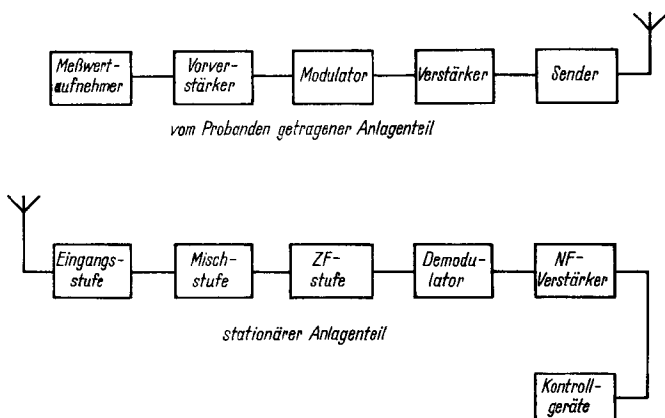 Meßwert-
aufnehmer
Vorver-
stärker
Modulator
Verstärker
Sender
vom Probanden getragener Anlagenteil
Eingangs-
stufe
Misch-
stufe
ZF-
stufe
Demodu-
lator
NF-
Verstärker
stationärer Anlagenteil
Kontroll-
geräte